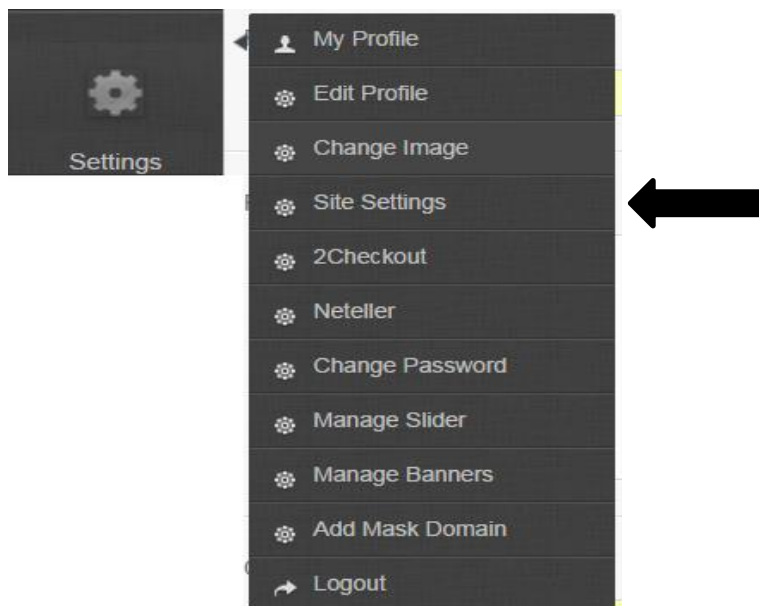 Settings
My Profile
Edit Profile
Change Image
Site Settings
2Checkout
Neteller
Change Password
Manage Slider
Manage Banners
Add Mask Domain
Logout